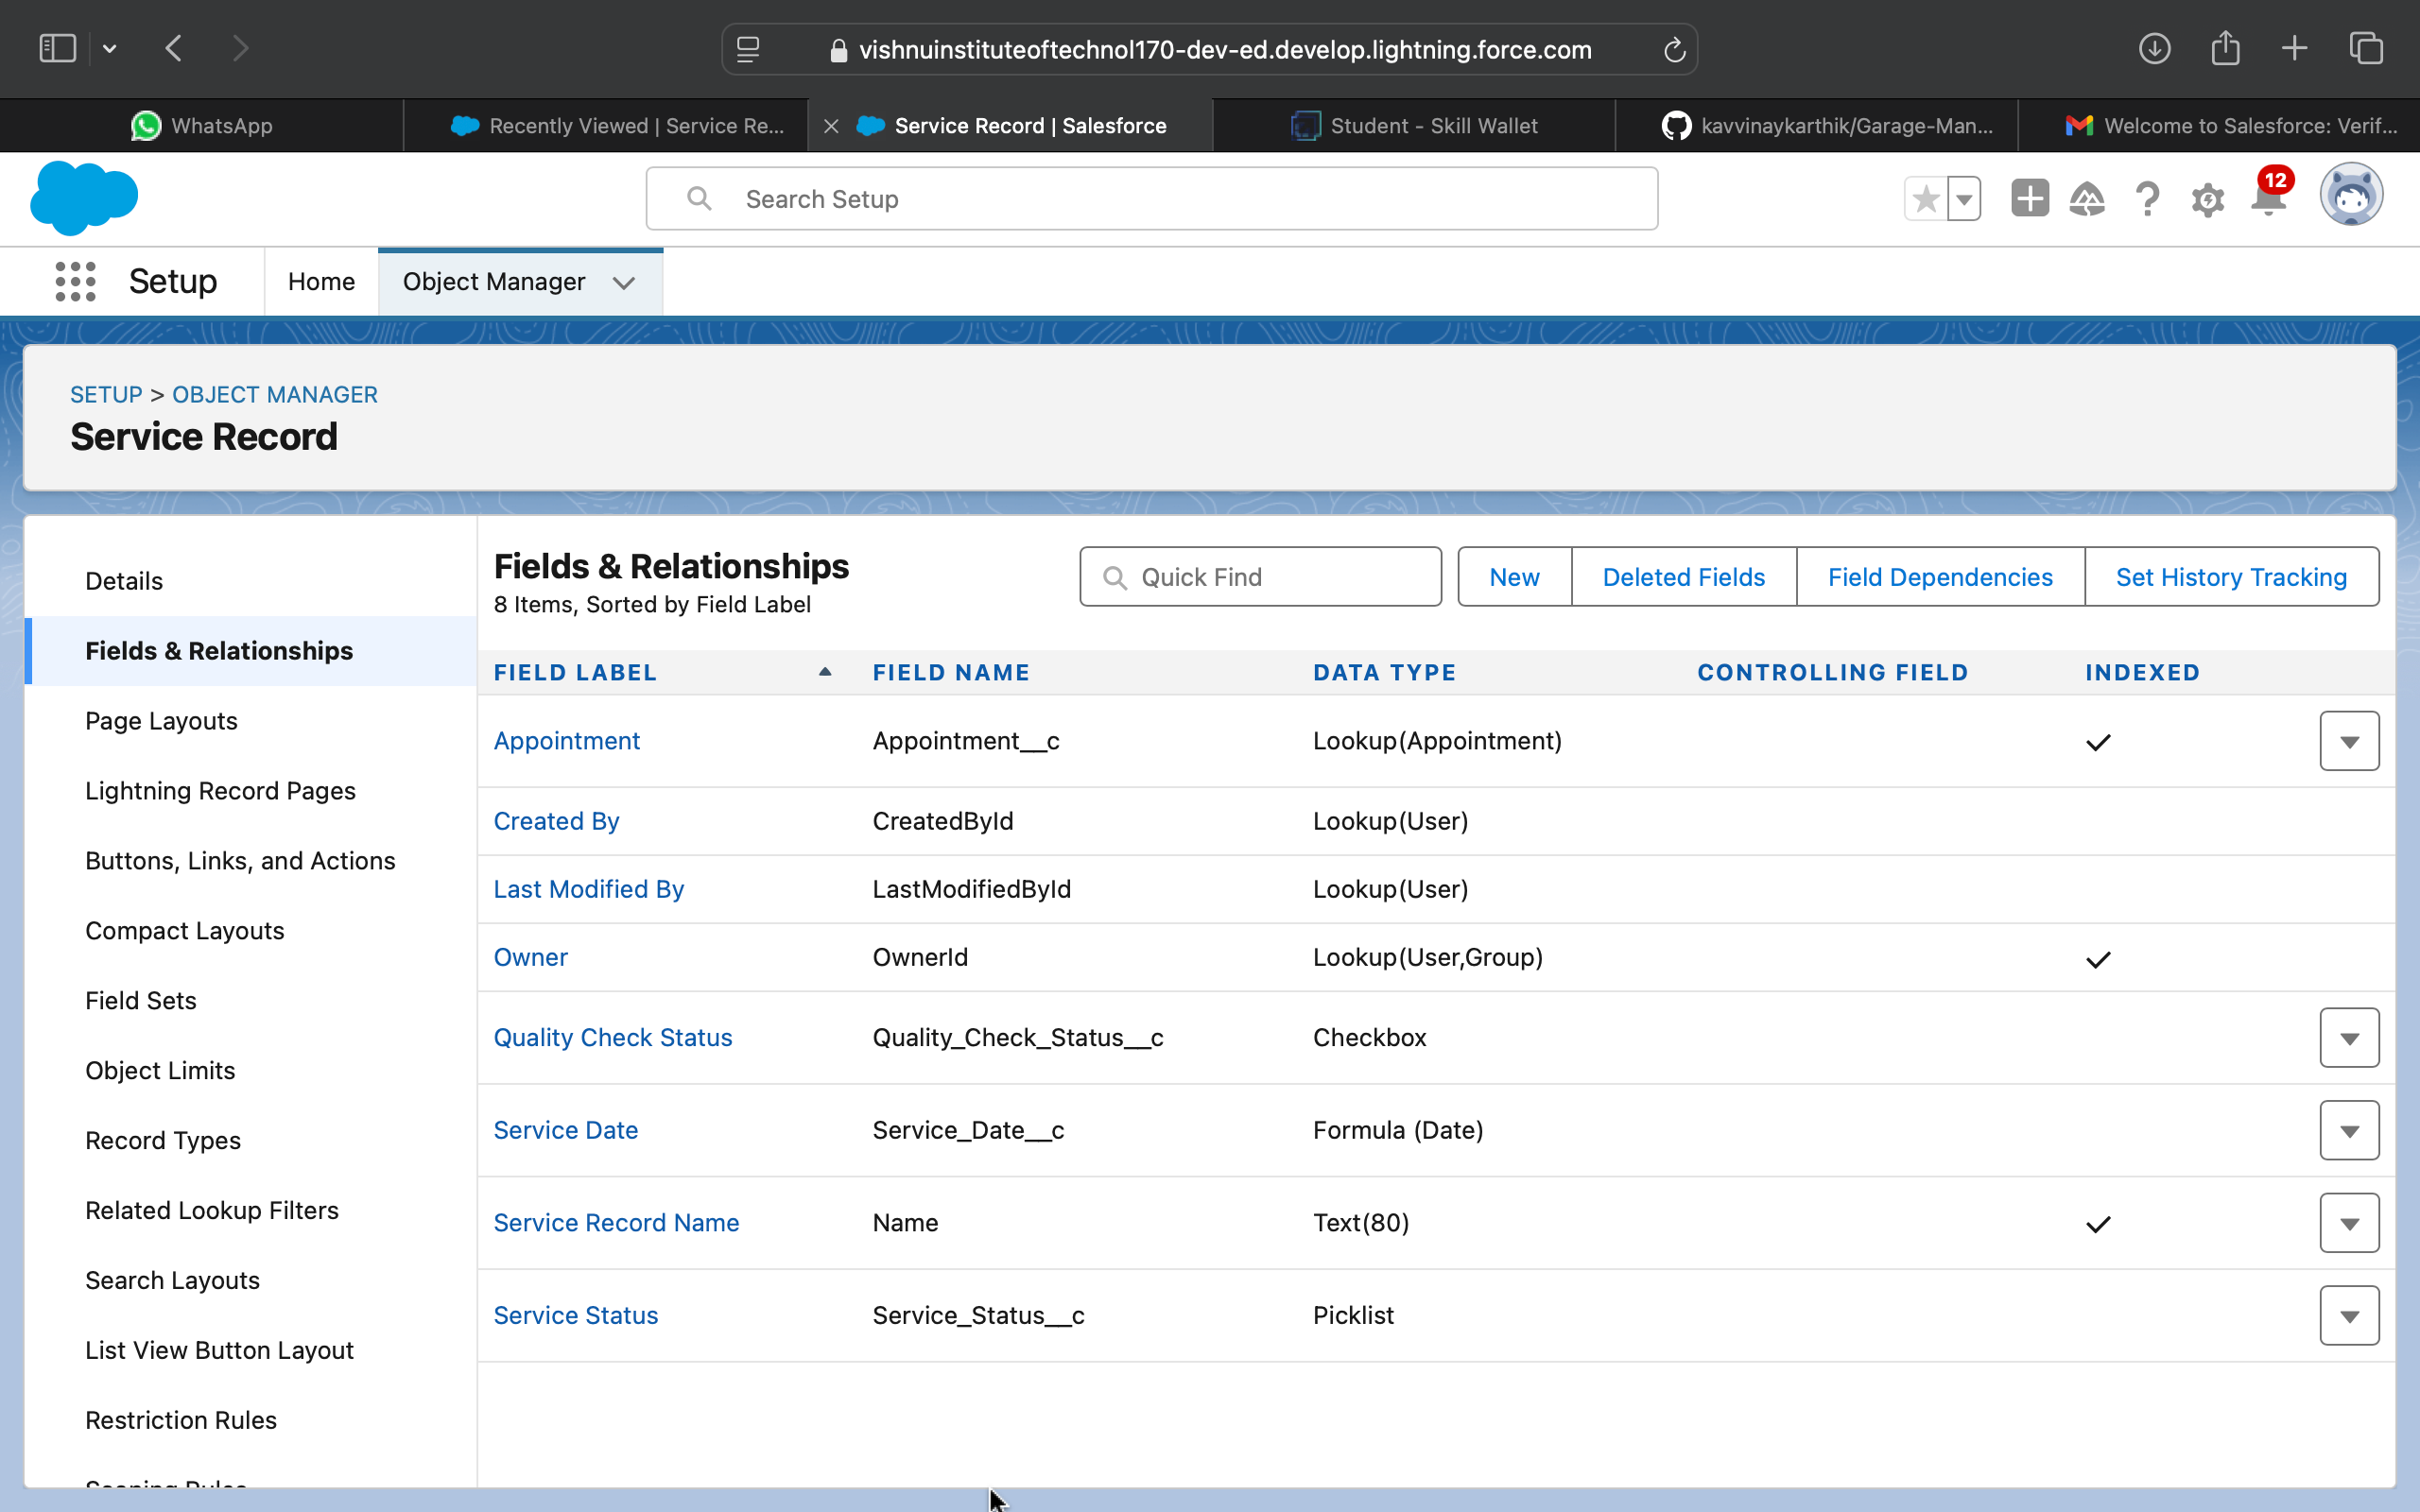 vishnuinstituteoftechnol170-dev-ed.develop.lightning.force.com
WhatsApp
Recently Viewed | Service Re...
Service Record | Salesforce
Student - Skill Wallet
kavvinaykarthik/Garage-Man...
Welcome to Salesforce: Verif...
Search Setup
12
Setup
Home
Object Manager
SETUP > OBJECT MANAGER
Service Record
Details
Fields & Relationships
Page Layouts
Lightning Record Pages
Buttons, Links, and Actions
Compact Layouts
Field Sets
Object Limits
Record Types
Related Lookup Filters
Search Layouts
List View Button Layout
Restriction Rules
Scoping Rules
Fields & Relationships
8 Items, Sorted by Field Label
Quick Find
New
Deleted Fields
Field Dependencies
Set History Tracking
FIELD LABEL FIELD NAME DATA TYPE CONTROLLING FIELD INDEXED
Appointment Appointment__c Lookup(Appointment)
Created By CreatedById Lookup(User)
Last Modified By LastModifiedById Lookup(User)
Owner OwnerId Lookup(User,Group)
Quality Check Status Quality_Check_Status__c Checkbox
Service Date Service_Date__c Formula (Date)
Service Record Name Name Text(80)
Service Status Service_Status__c Picklist